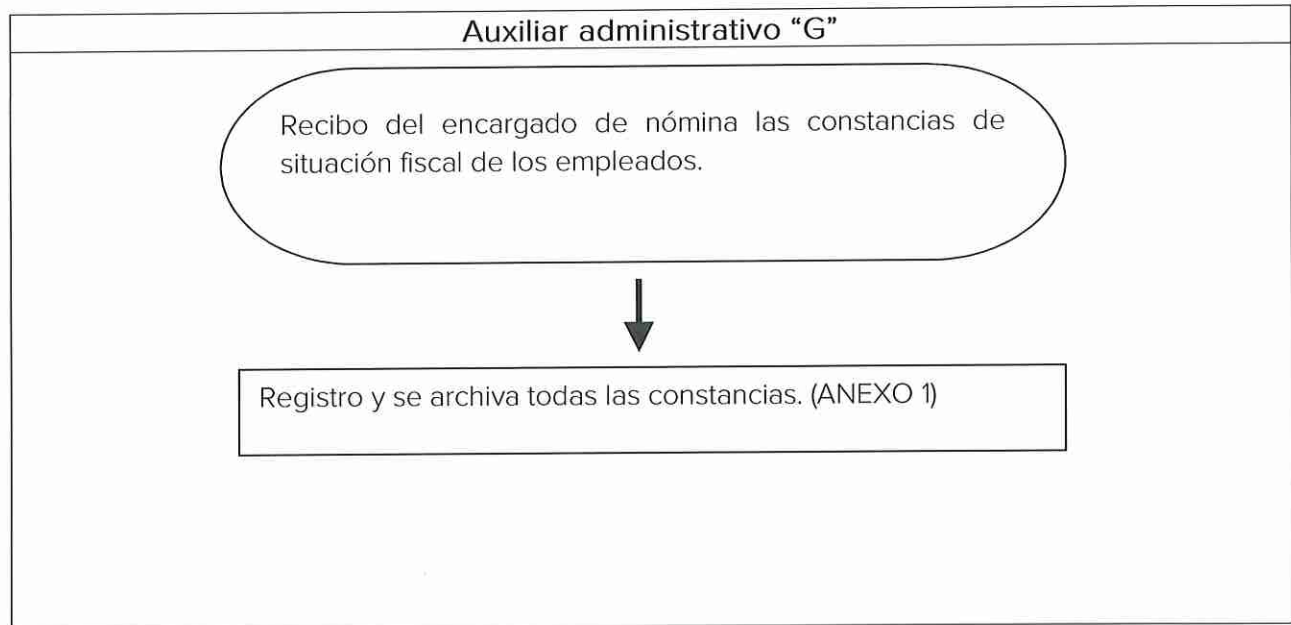 Auxiliar administrativo “G”
Recibo del encargado de nómina las constancias de
situación fiscal de los empleados.
Registro y se archiva todas las constancias. (ANEXO 1)